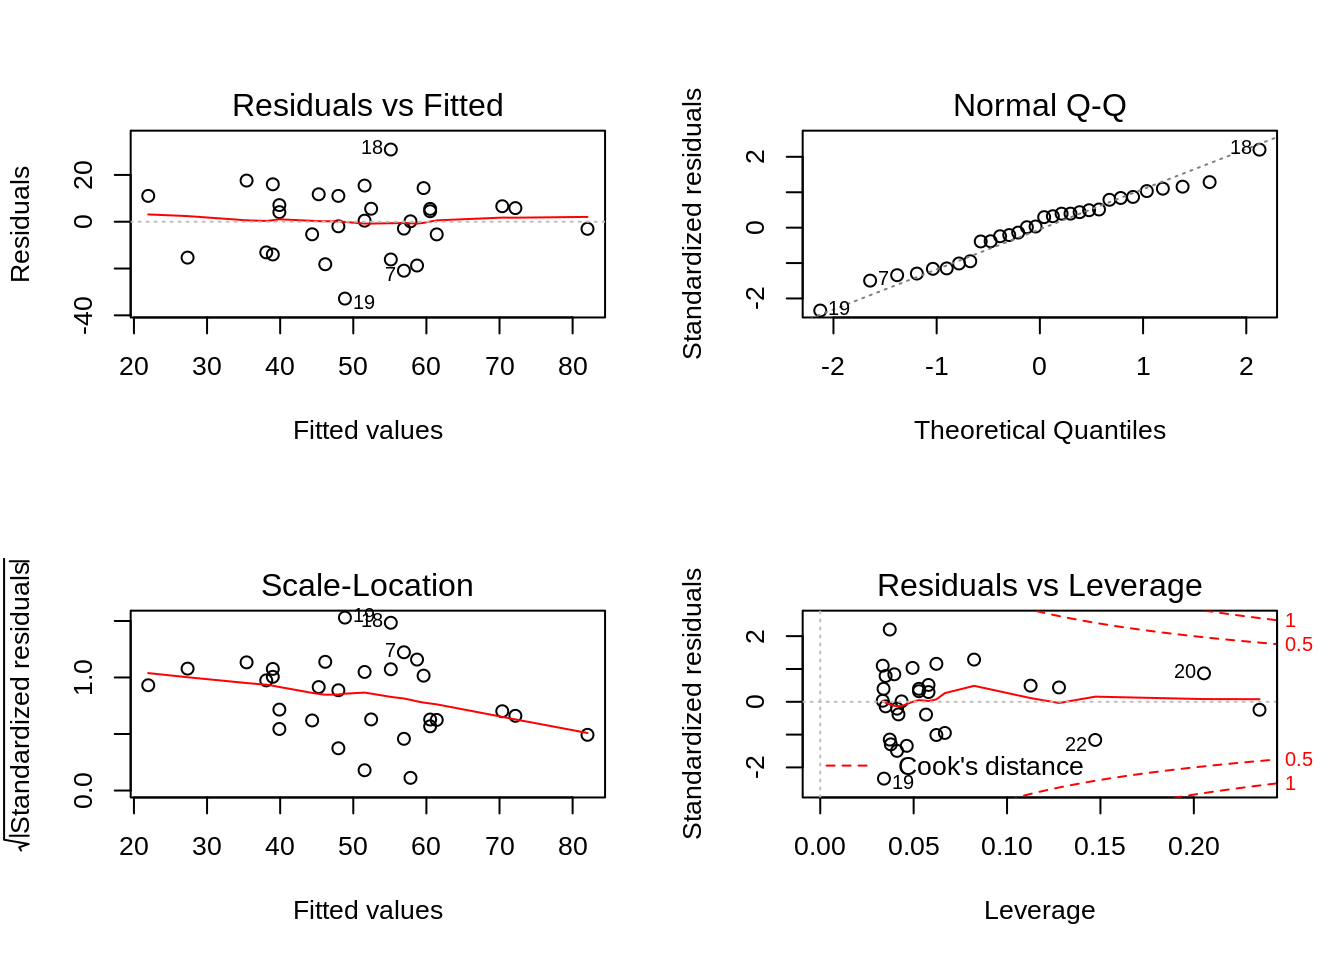 Residuals vs Fitted
Residuals
20
0
-40
18
7
19
20 30 40 50 60 70 80
Fitted values
Normal Q-Q
Standardized residuals
2
0
-2
18
7
19
-2 -1 0 1 2
Theoretical Quantiles
Scale-Location
√|Standardized residuals|
1.0
0.0
19
18
7
20 30 40 50 60 70 80
Fitted values
Residuals vs Leverage
Standardized residuals
2
0
-2
1
0.5
20
22
0.5
Cook's distance
1
19
0.00 0.05 0.10 0.15 0.20
Leverage